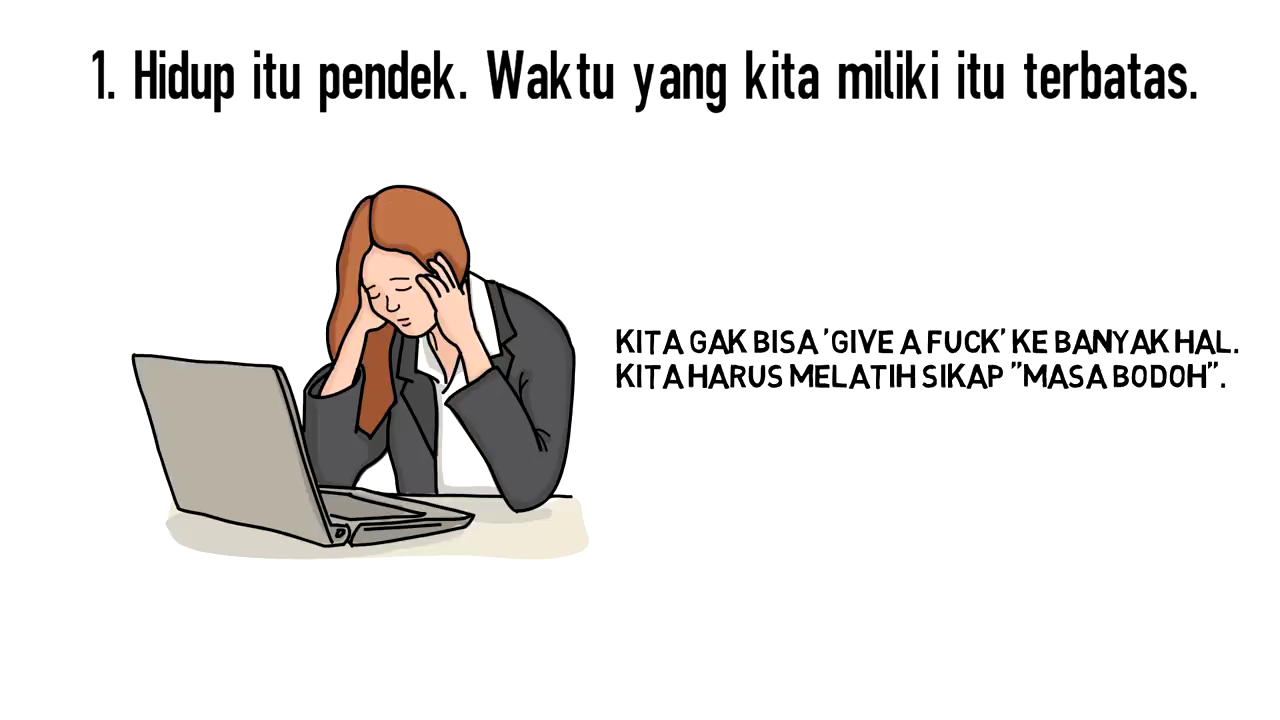 1. Hidup itu pendek. Waktu yang kita miliki itu terbatas.
KITA GAK BISA 'GIVE A FUCK' KE BANYAK HAL.
KITA HARUS MELATIH SIKAP "MASA BODOH".